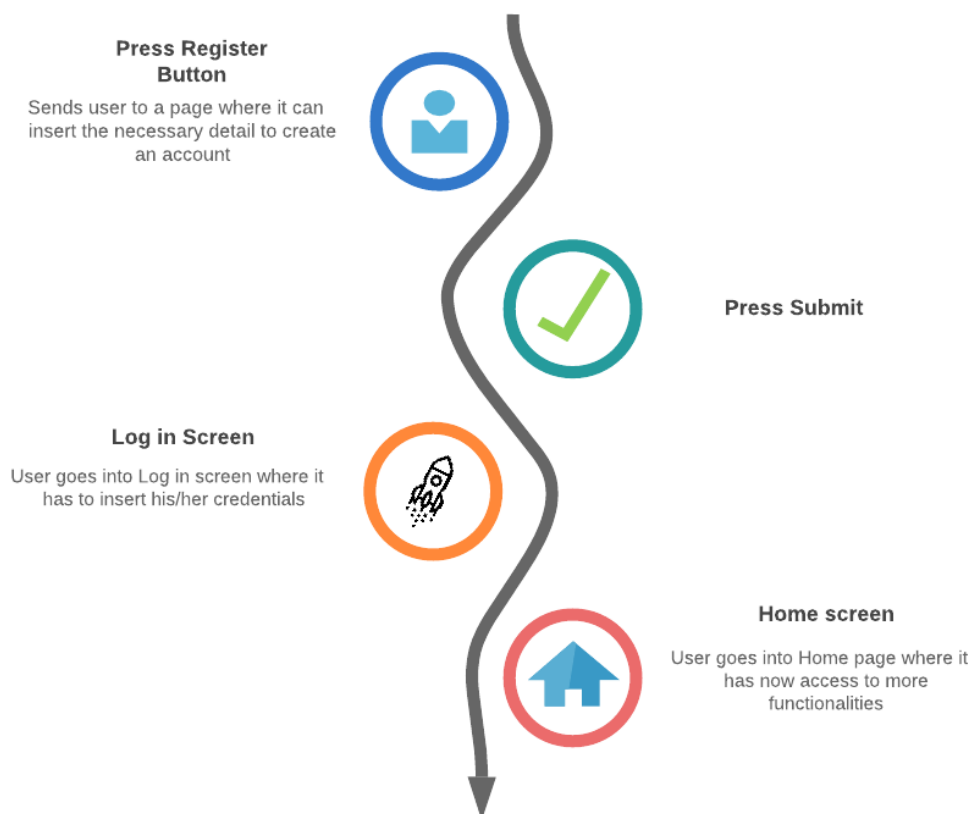 Press Register
Button
Sends user to a page where it can
insert the necessary detail to create
an account
Press Submit
Log in Screen
User goes into Log in screen where it
has to insert his/her credentials
Home screen
User goes into Home page where it
has now access to more
functionalities